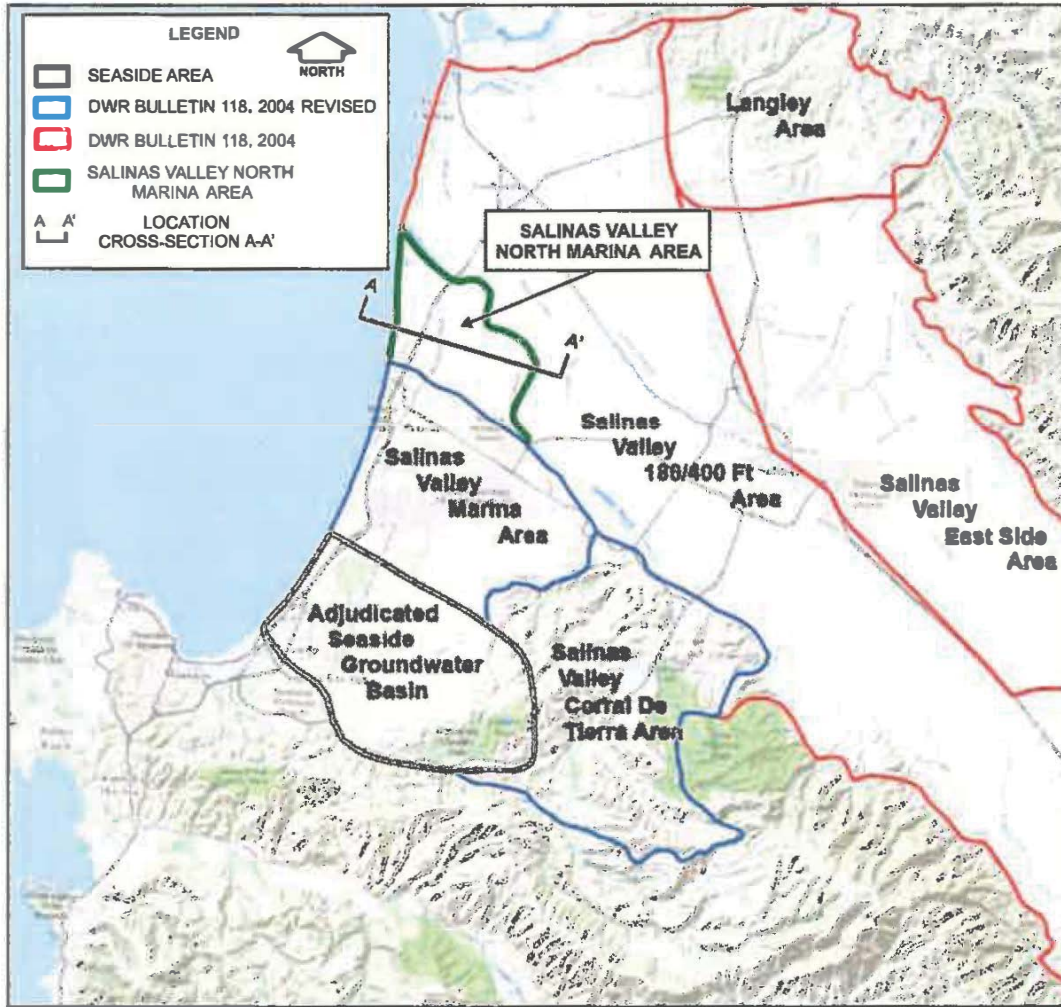 LEGEND
NORTH
SEASIDE AREA
DWR BULLETIN 118, 2004 REVISED
DWR BULLETIN 118, 2004
SALINAS VALLEY NORTH
MARINA AREA
A A'
LOCATION
CROSS-SECTION A-A'
Langley
Area
SALINAS VALLEY
NORTH MARINA AREA
A
A'
Salinas
Valley
180/400 Ft
Area
Salinas
Valley
Marina
Area
Salinas
Valley
East Side
Area
Adjudicated
Seaside
Groundwater
Basin
Salinas
Valley
Corral De
Tierra Area